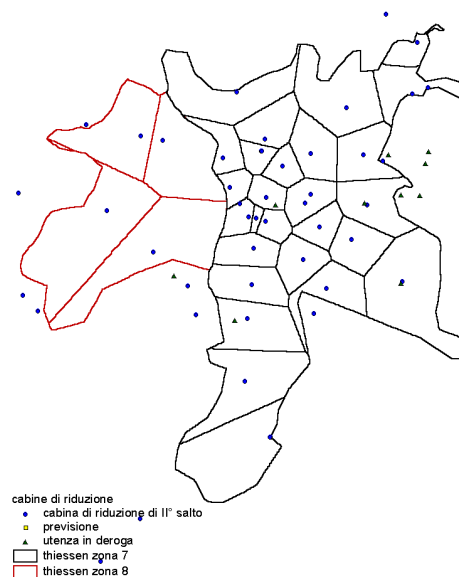 cabine di riduzione
cabina di riduzione di II° salto
previsione
utenza in deroga
thiessen zona 7
thiessen zona 8